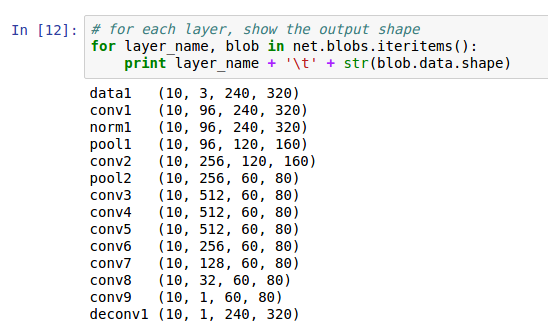 In [12]: # for each layer, show the output shape
for layer_name, blob in net.blobs.iteritems():
    print layer_name + '\t' + str(blob.data.shape)
data1   (10, 3, 240, 320)
conv1   (10, 96, 240, 320)
norm1   (10, 96, 240, 320)
pool1   (10, 96, 120, 160)
conv2   (10, 256, 120, 160)
pool2   (10, 256, 60, 80)
conv3   (10, 512, 60, 80)
conv4   (10, 512, 60, 80)
conv5   (10, 512, 60, 80)
conv6   (10, 256, 60, 80)
conv7   (10, 128, 60, 80)
conv8   (10, 32, 60, 80)
conv9   (10, 1, 60, 80)
deconv1 (10, 1, 240, 320)